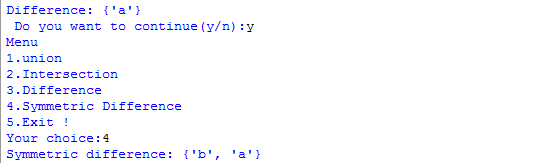 Difference: {'a'}
Do you want to continue(y/n):y
Menu
1.union
2.Intersection
3.Difference
4.Symmetric Difference
5.Exit !
Your choice:4
Symmetric difference: {'b', 'a'}